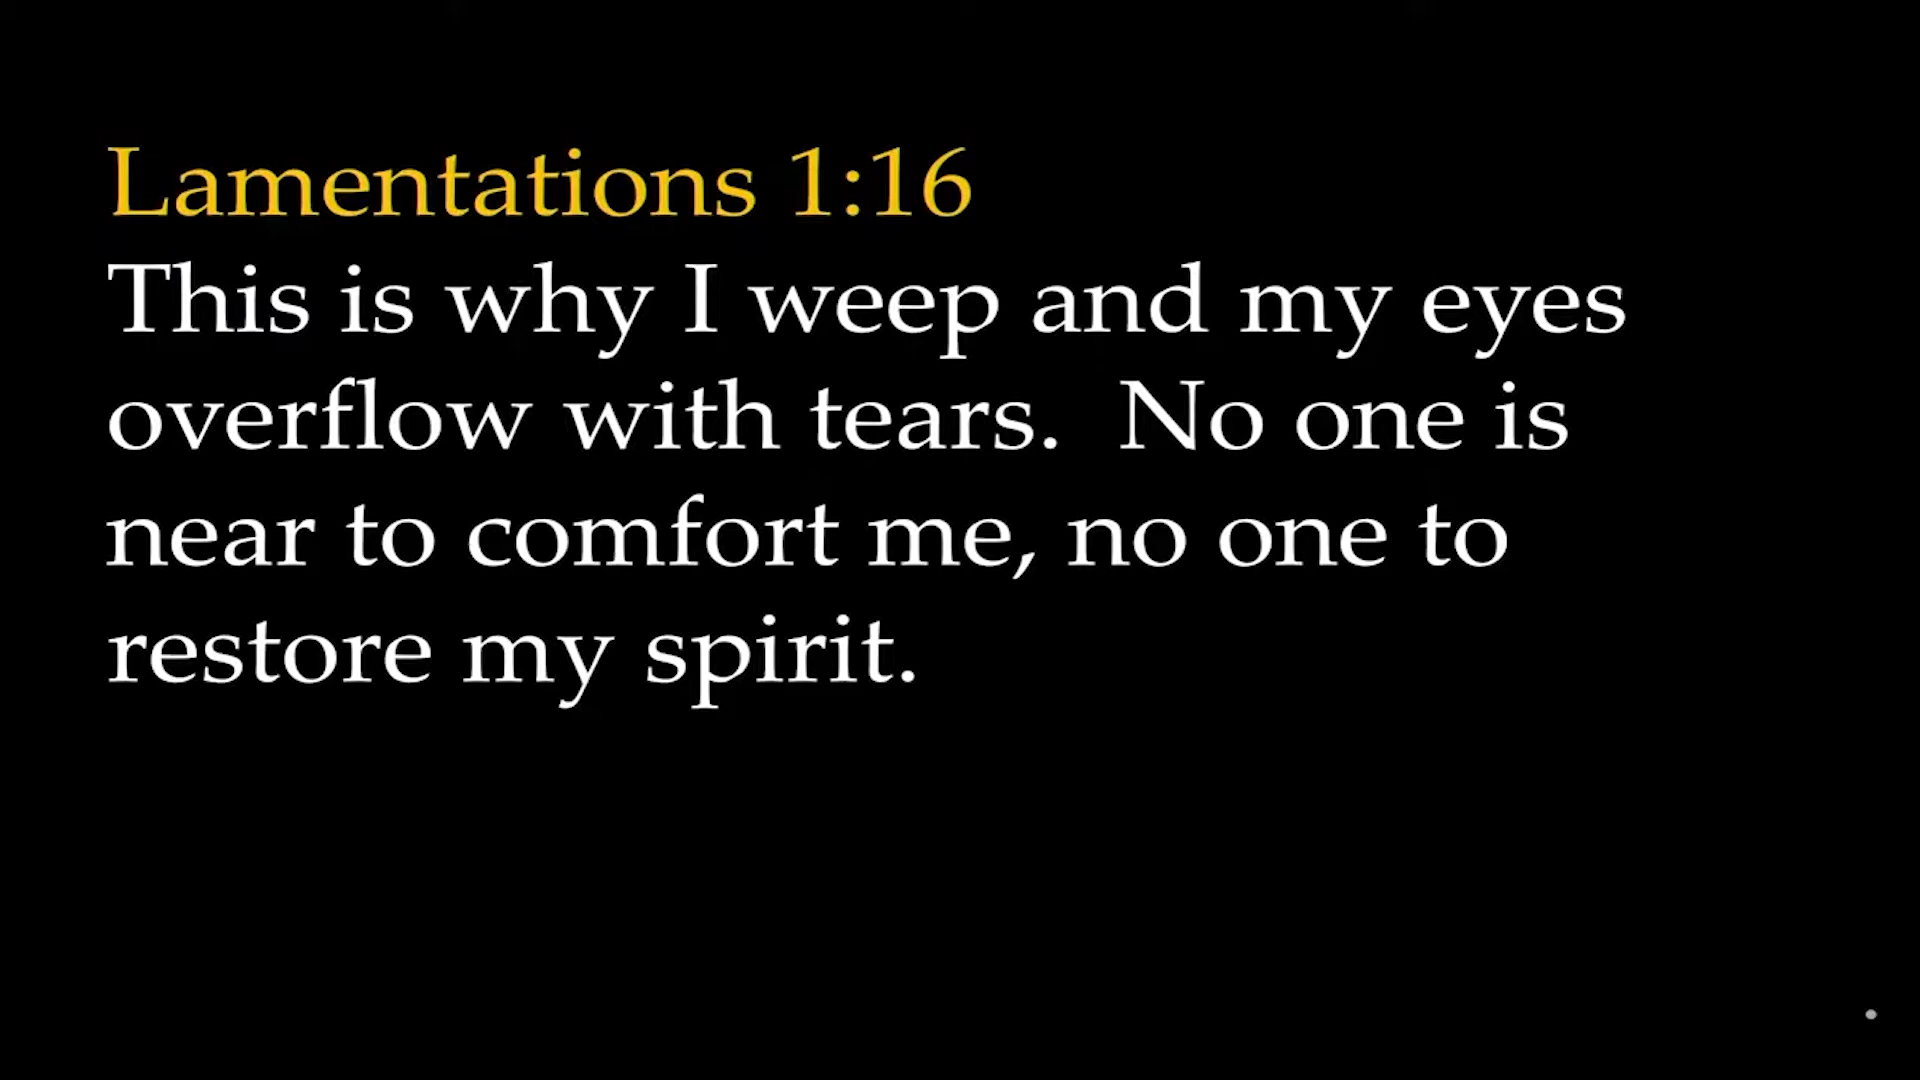 Lamentations 1:16
This is why I weep and my eyes
overflow with tears.  No one is
near to comfort me, no one to
restore my spirit.